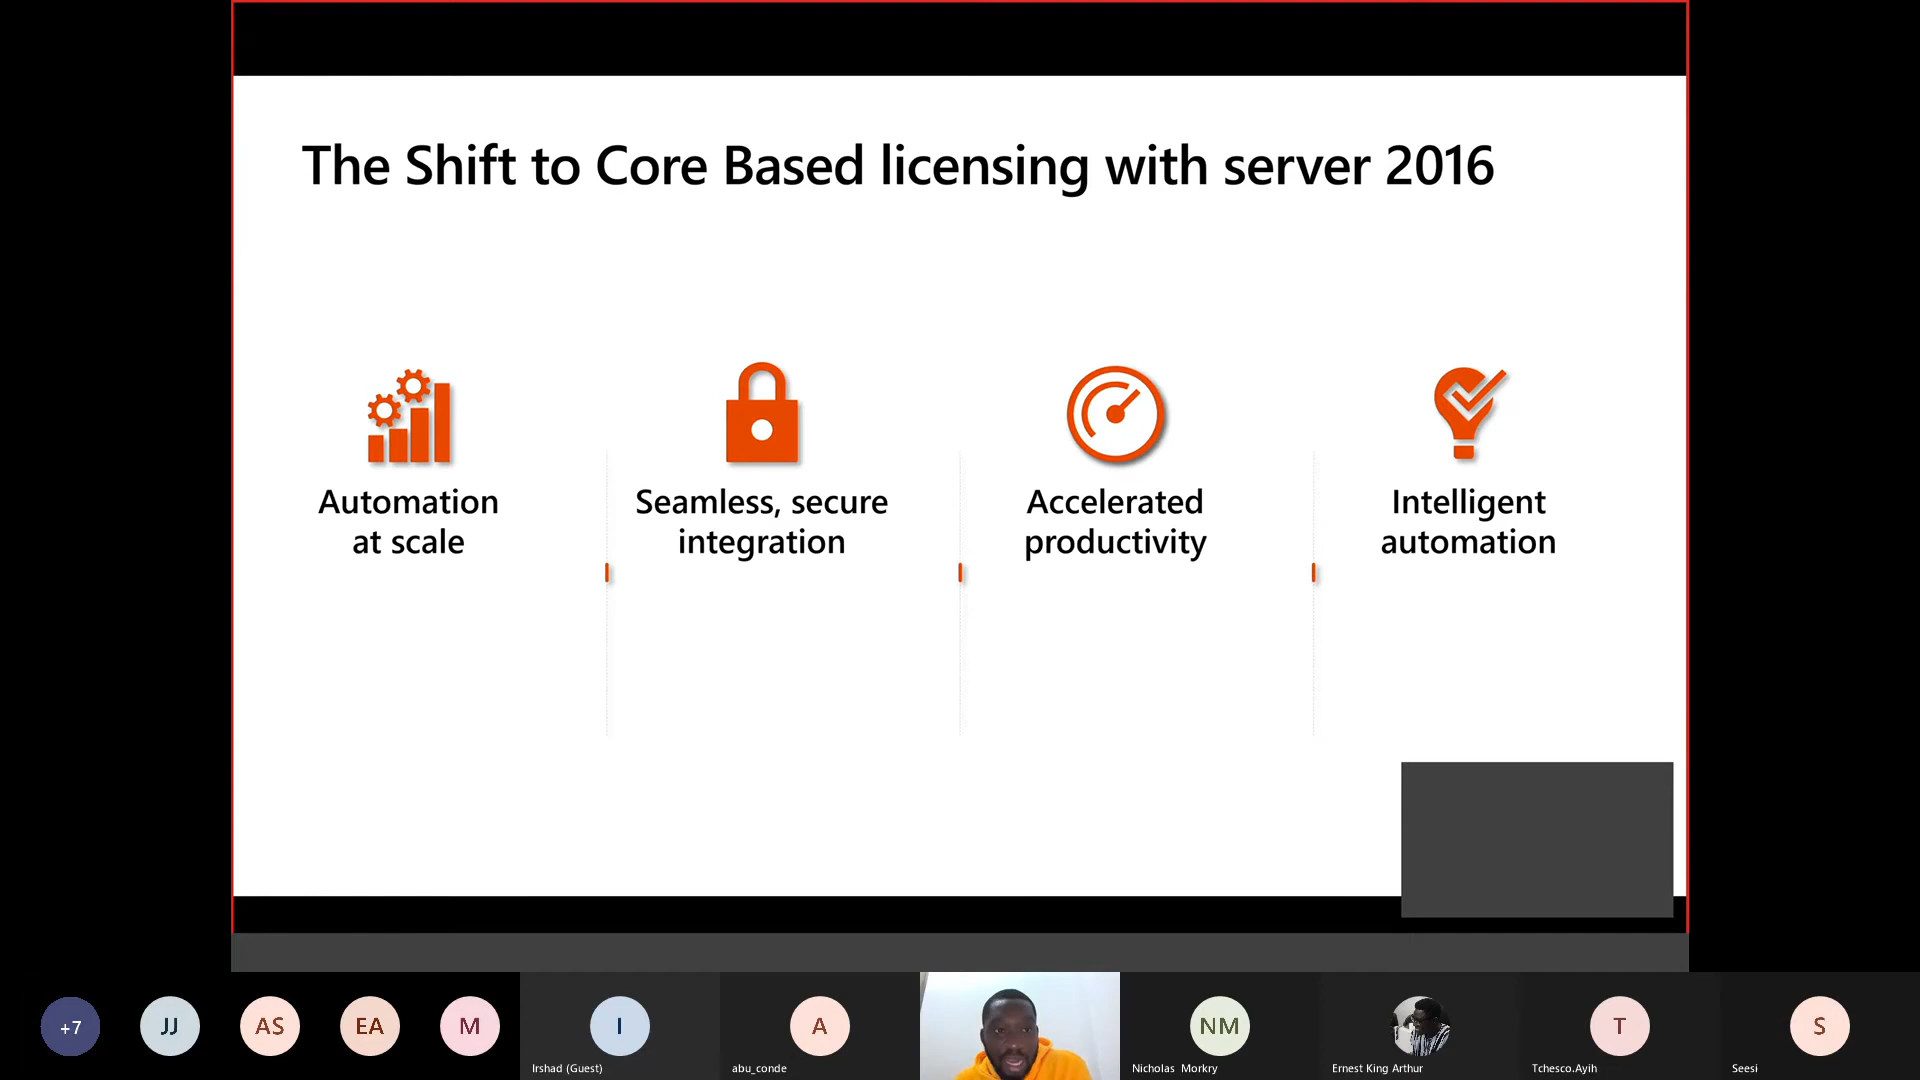 The Shift to Core Based licensing with server 2016
Automation
at scale
Seamless, secure
integration
Accelerated
productivity
Intelligent
automation
+7
JJ
AS
EA
M
I
Irshad (Guest)
A
abu_conde
NM
Nicholas Morkry
Ernest King Arthur
T
Tchesco.Ayih
S
Seesi